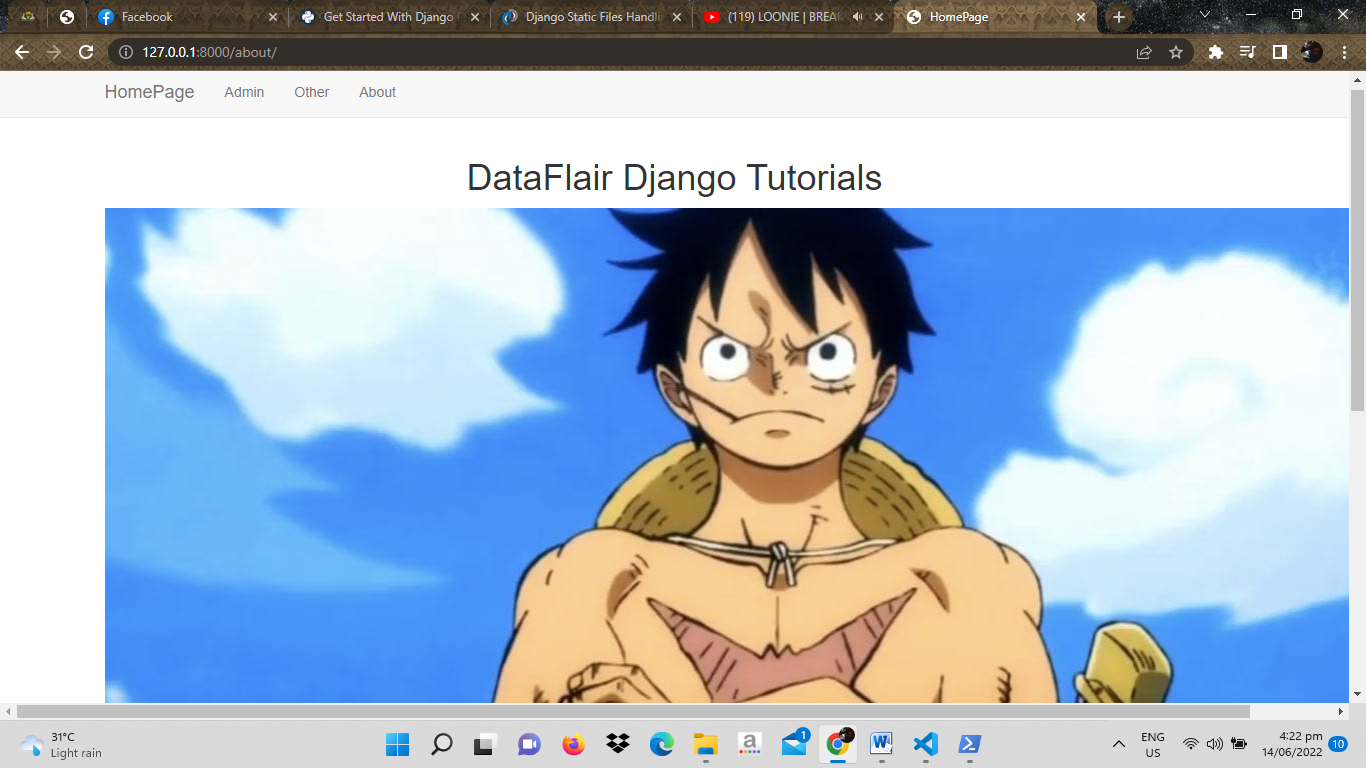 Facebook
Get Started With Django
Django Static Files Handli
(119) LOONIE | BREA
HomePage
127.0.0.1:8000/about/
HomePage Admin Other About
DataFlair Django Tutorials
31°C
Light rain
a
1
W
ENG
US
4:22 pm
14/06/2022
10